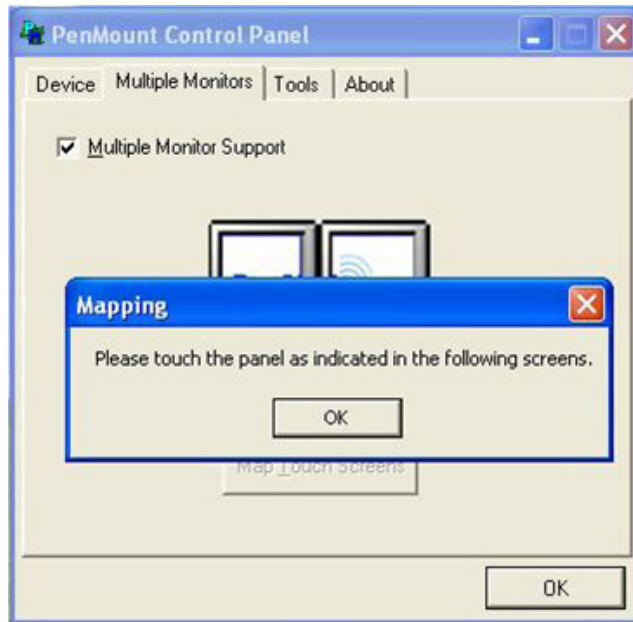 PenMount Control Panel
Device Multiple Monitors Tools About
Multiple Monitor Support
Mapping
Please touch the panel as indicated in the following screens.
OK
Map Touch Screens
OK